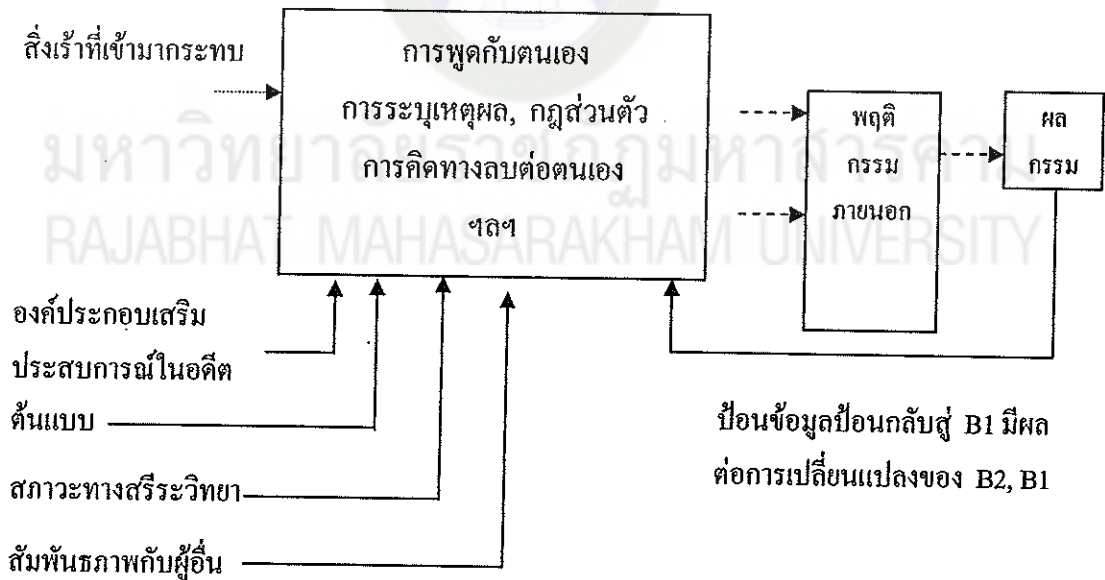 สิ่งเร้าที่เข้ามากระทบ
การพูดกับตนเอง
การระบุเหตุผล, กฎส่วนตัว
การคิดทางลบต่อตนเอง
ฯลฯ
พฤติ
กรรม
ภายนอก
ผล
กรรม
มหาวิทยาลัยราชภัฏมหาสารคาม
RAJABHAT MAHASARAKHAM UNIVERSITY
องค์ประกอบเสริม
ประสบการณ์ในอดีต
ต้นแบบ
สภาวะทางสรีระวิทยา
สัมพันธภาพกับผู้อื่น
ป้อนข้อมูลป้อนกลับสู่ B1 มีผล
ต่อการเปลี่ยนแปลงของ B2, B1